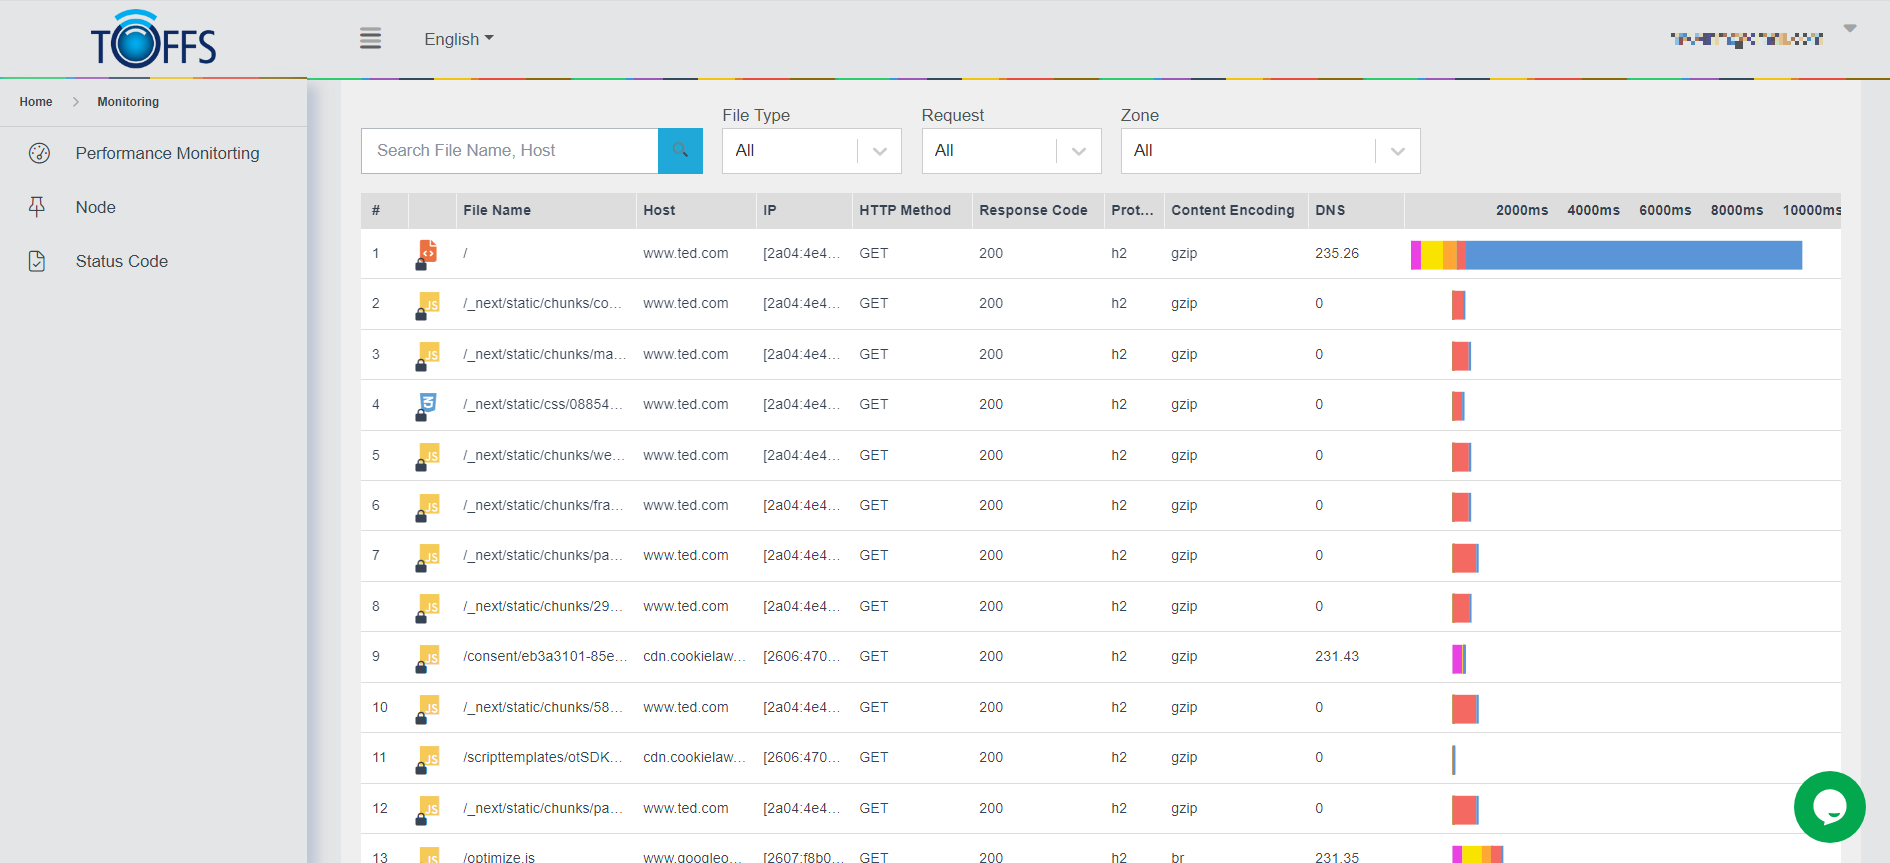 TOFFS
English
Home > Monitoring
Performance Monitorting
Node
Status Code
File Type Request Zone
Search File Name, Host All All All
# File Name Host IP HTTP Method Response Code Prot... Content Encoding DNS 2000ms 4000ms 6000ms 8000ms 10000ms
1 / www.ted.com [2a04:4e4... GET 200 h2 gzip 235.26
2 JS /_next/static/chunks/co... www.ted.com [2a04:4e4... GET 200 h2 gzip 0
3 JS /_next/static/chunks/ma... www.ted.com [2a04:4e4... GET 200 h2 gzip 0
4 /_next/static/css/08854... www.ted.com [2a04:4e4... GET 200 h2 gzip 0
5 JS /_next/static/chunks/we... www.ted.com [2a04:4e4... GET 200 h2 gzip 0
6 JS /_next/static/chunks/fra... www.ted.com [2a04:4e4... GET 200 h2 gzip 0
7 JS /_next/static/chunks/pa... www.ted.com [2a04:4e4... GET 200 h2 gzip 0
8 JS /_next/static/chunks/29... www.ted.com [2a04:4e4... GET 200 h2 gzip 0
9 JS /consent/eb3a3101-85e... cdn.cookielaw... [2606:470... GET 200 h2 gzip 231.43
10 JS /_next/static/chunks/58... www.ted.com [2a04:4e4... GET 200 h2 gzip 0
11 JS /scripttemplates/otSDK... cdn.cookielaw... [2606:470... GET 200 h2 gzip 0
12 JS /_next/static/chunks/pa... www.ted.com [2a04:4e4... GET 200 h2 gzip 0
13 JS /optimize.js www.googleo... [2607:f8b0... GET 200 h2 br 231.35